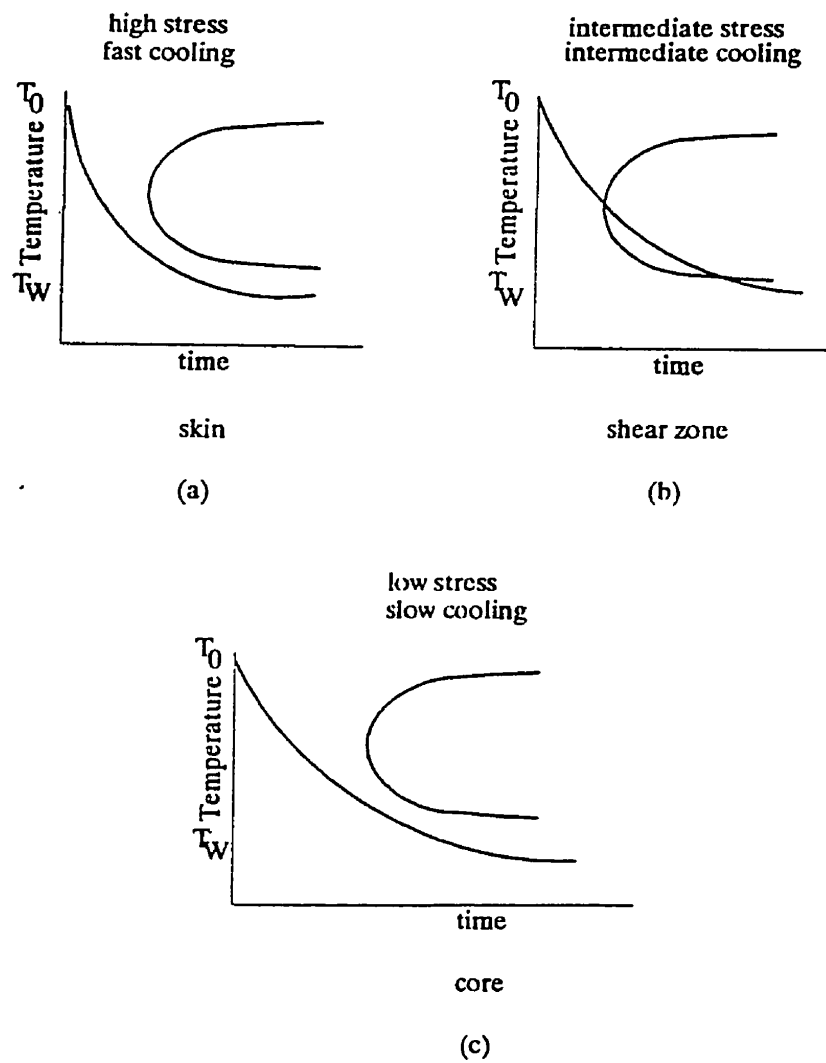 high stress
fast cooling
T0
Temperature
TW
time
skin
(a)
intermediate stress
intermediate cooling
T0
Temperature
TW
time
shear zone
(b)
low stress
slow cooling
T0
Temperature
TW
time
core
(c)